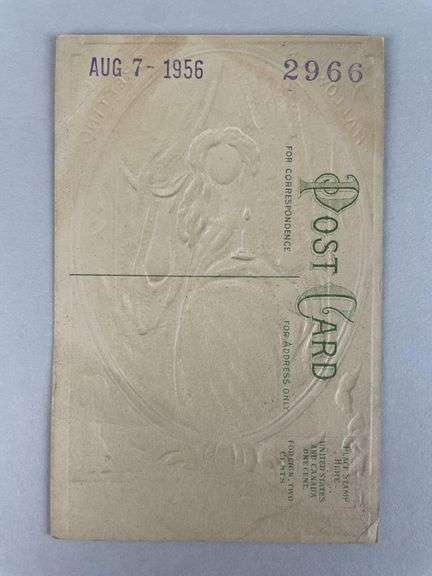 AUG 7- 1956
2966
POST CARD
FOR CORRESPONDENCE
FOR ADDRESS ONLY
PLACE STAMP
HERE
UNITED STATES
AND CANADA
ONE CENT
FOREIGN, TWO
CENTS